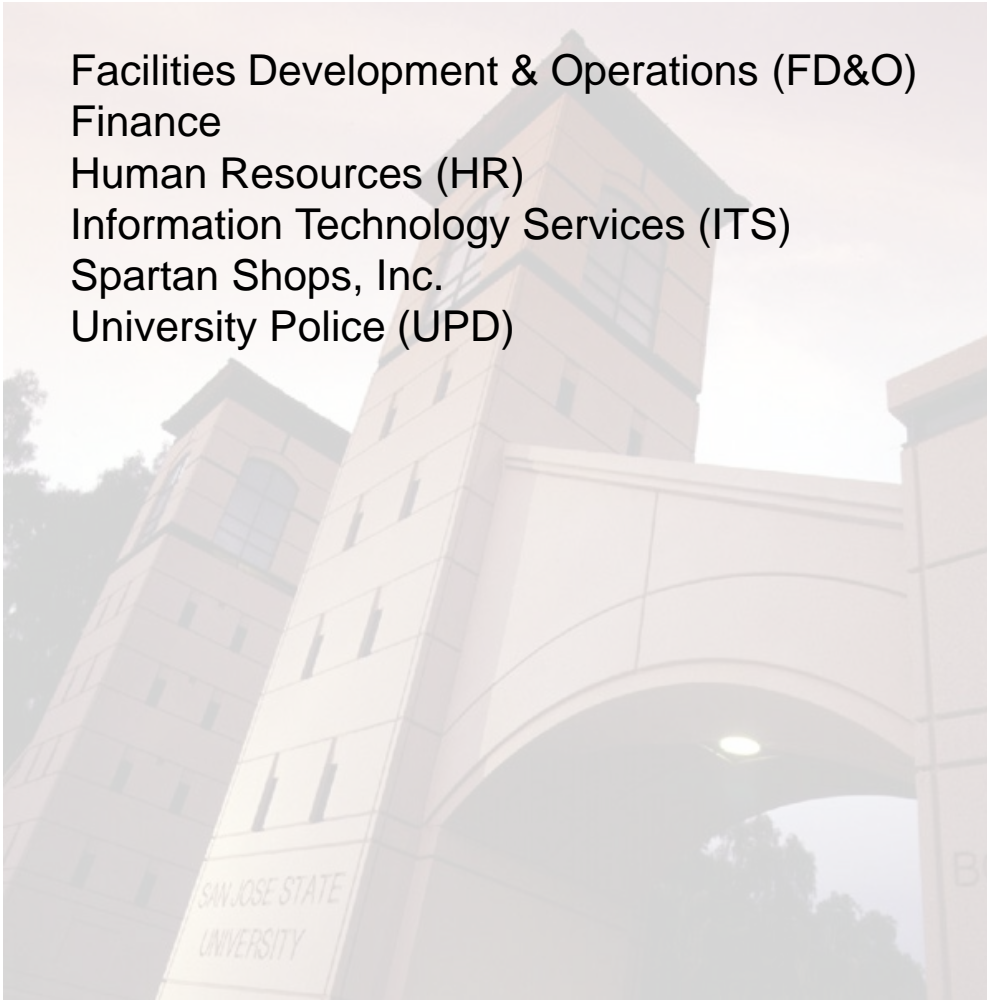 Facilities Development & Operations (FD&O)
Finance
Human Resources (HR)
Information Technology Services (ITS)
Spartan Shops, Inc.
University Police (UPD)
SAN JOSE STATE
UNIVERSITY